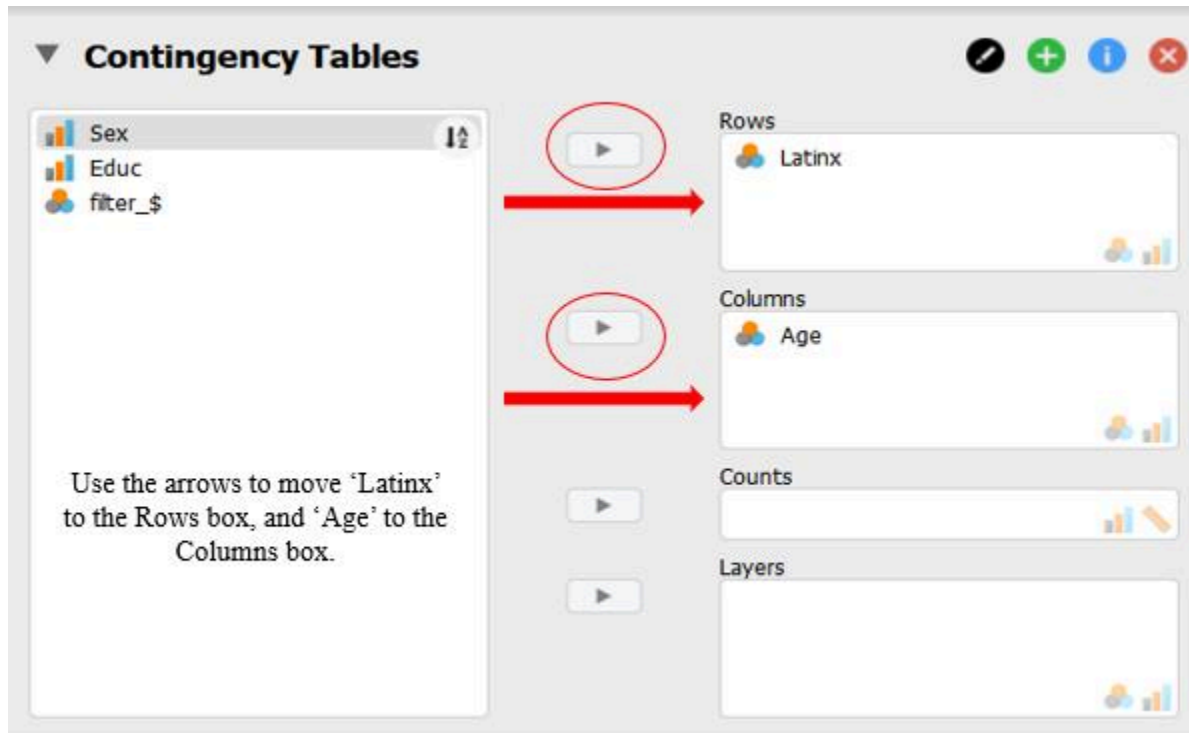 Contingency Tables
Sex
Educ
filter_$
Use the arrows to move ‘Latinx’
to the Rows box, and ‘Age’ to the
Columns box.
Rows
Latinx
Columns
Age
Counts
Layers